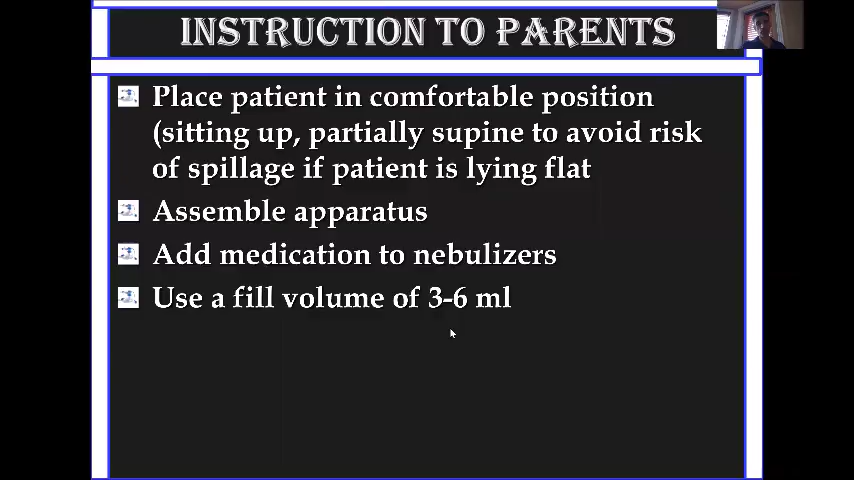 INSTRUCTION TO PARENTS
Place patient in comfortable position
(sitting up, partially supine to avoid risk
of spillage if patient is lying flat
Assemble apparatus
Add medication to nebulizers
Use a fill volume of 3-6 ml